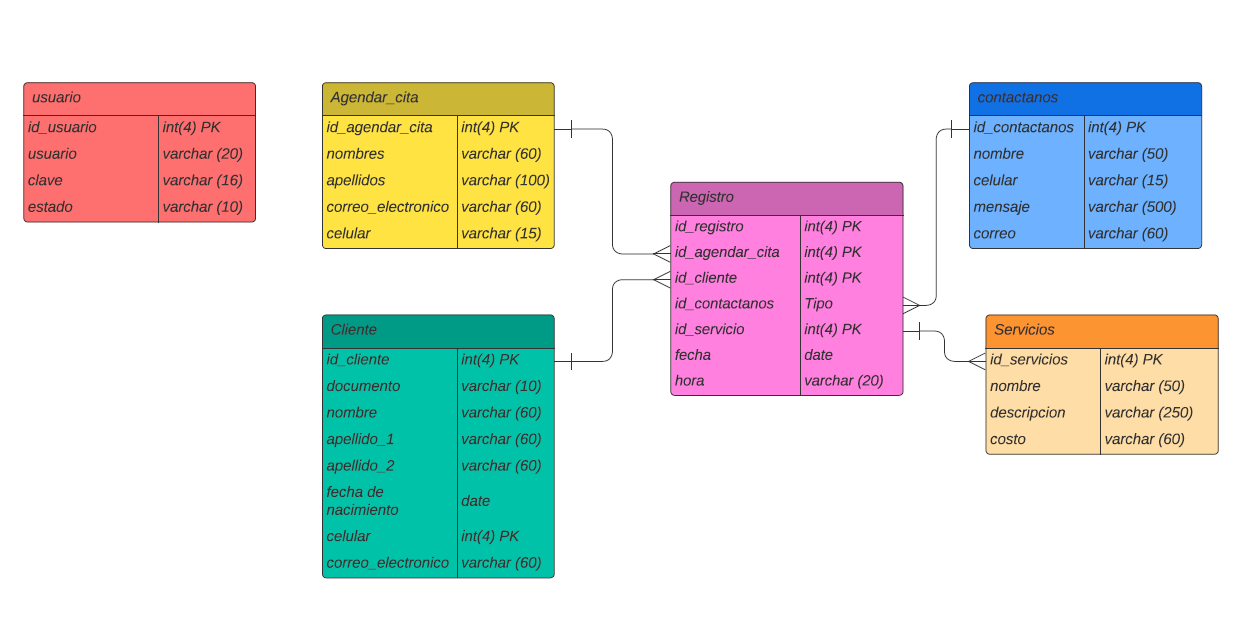 usuario
id_usuario int(4) PK
usuario varchar (20)
clave varchar (16)
estado varchar (10)
Agendar_cita
id_agendar_cita int(4) PK
nombres varchar (60)
apellidos varchar (100)
correo_electronico varchar (60)
celular varchar (15)
Cliente
id_cliente int(4) PK
documento varchar (10)
nombre varchar (60)
apellido_1 varchar (60)
apellido_2 varchar (60)
fecha de
nacimiento date
celular int(4) PK
correo_electronico varchar (60)
Registro
id_registro int(4) PK
id_agendar_cita int(4) PK
id_cliente int(4) PK
id_contactanos Tipo
id_servicio int(4) PK
fecha date
hora varchar (20)
contactanos
id_contactanos int(4) PK
nombre varchar (50)
celular varchar (15)
mensaje varchar (500)
correo varchar (60)
Servicios
id_servicios int(4) PK
nombre varchar (50)
descripcion varchar (250)
costo varchar (60)